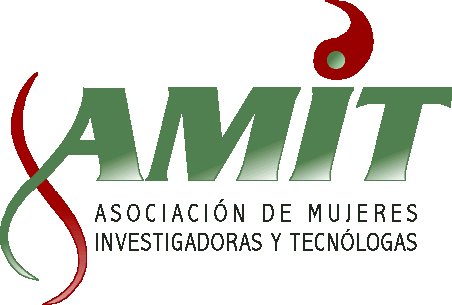 AMIT
ASOCIACIÓN DE MUJERES
INVESTIGADORAS Y TECNÓLOGAS